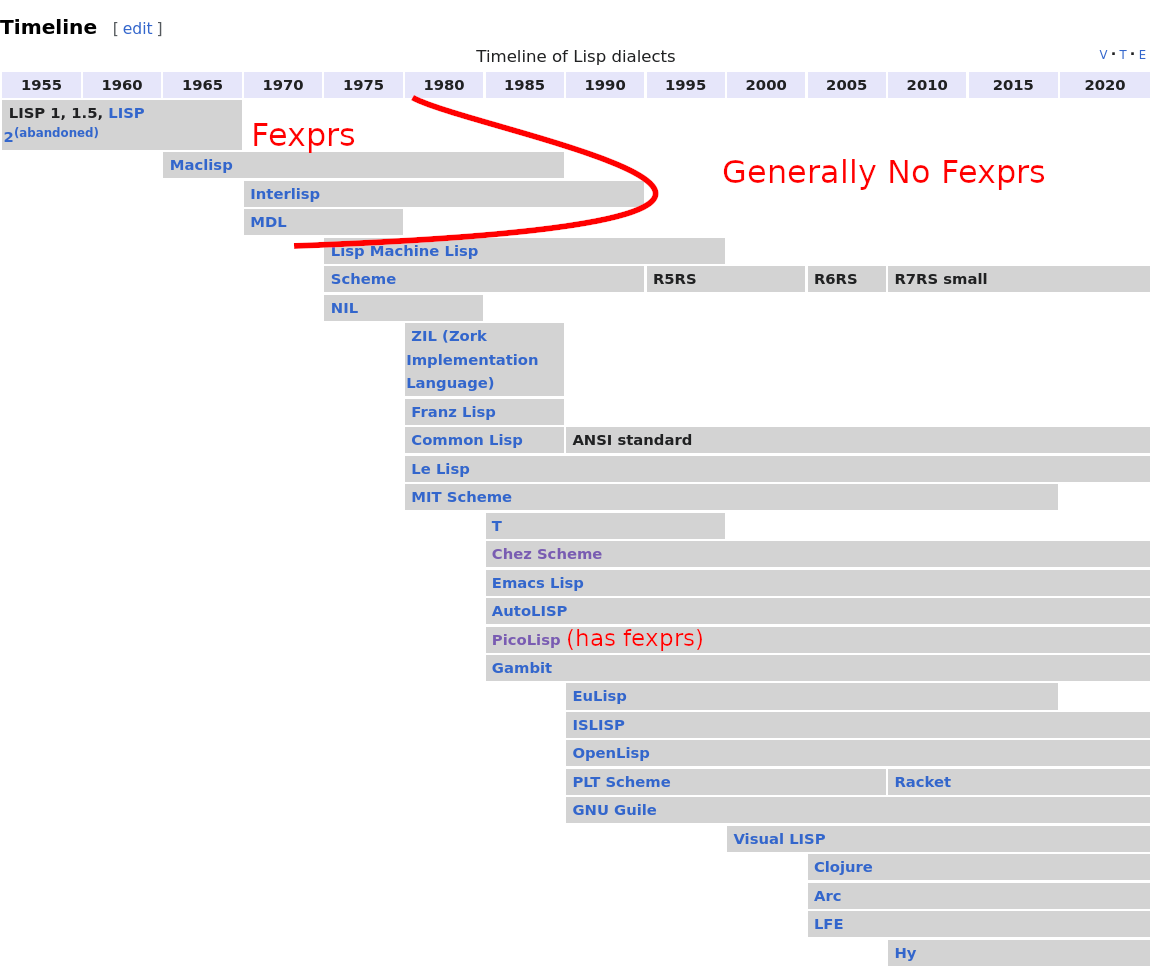 Timeline [ edit ]
Timeline of Lisp dialects
V · T · E
1955 1960 1965 1970 1975 1980 1985 1990 1995 2000 2005 2010 2015 2020
LISP 1, 1.5, LISP
2(abandoned)
Fexprs
Maclisp
Generally No Fexprs
Interlisp
MDL
Lisp Machine Lisp
Scheme R5RS R6RS R7RS small
NIL
ZIL (Zork
Implementation
Language)
Franz Lisp
Common Lisp ANSI standard
Le Lisp
MIT Scheme
T
Chez Scheme
Emacs Lisp
AutoLISP
PicoLisp (has fexprs)
Gambit
EuLisp
ISLISP
OpenLisp
PLT Scheme Racket
GNU Guile
Visual LISP
Clojure
Arc
LFE
Hy